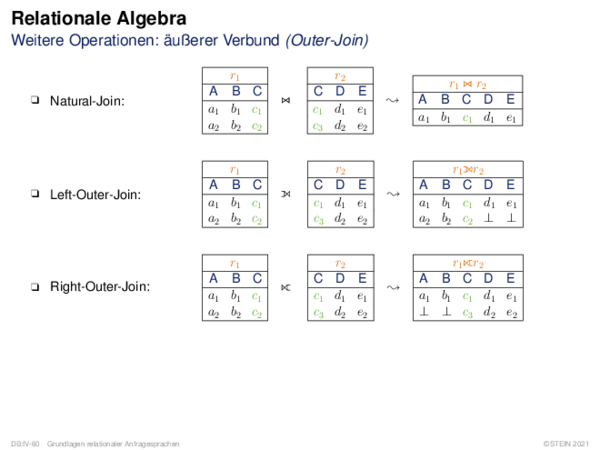 Relationale Algebra
Weitere Operationen: äußerer Verbund (Outer-Join)
r₁ r₂ r₁ ⋈ r₂
❑ Natural-Join: A B C ⋈ C D E ⤳ A B C D E
a₁ b₁ c₁ c₁ d₁ e₁ a₁ b₁ c₁ d₁ e₁
a₂ b₂ c₂ c₃ d₂ e₂
r₁ r₂ r₁⟕r₂
❑ Left-Outer-Join: A B C ⟕ C D E ⤳ A B C D E
a₁ b₁ c₁ c₁ d₁ e₁ a₁ b₁ c₁ d₁ e₁
a₂ b₂ c₂ c₃ d₂ e₂ a₂ b₂ c₂ ⊥ ⊥
r₁ r₂ r₁⟖r₂
❑ Right-Outer-Join: A B C ⟖ C D E ⤳ A B C D E
a₁ b₁ c₁ c₁ d₁ e₁ a₁ b₁ c₁ d₁ e₁
a₂ b₂ c₂ c₃ d₂ e₂ ⊥ ⊥ c₃ d₂ e₂
DB:IV-60 Grundlagen relationaler Anfragesprachen ©STEIN 2021